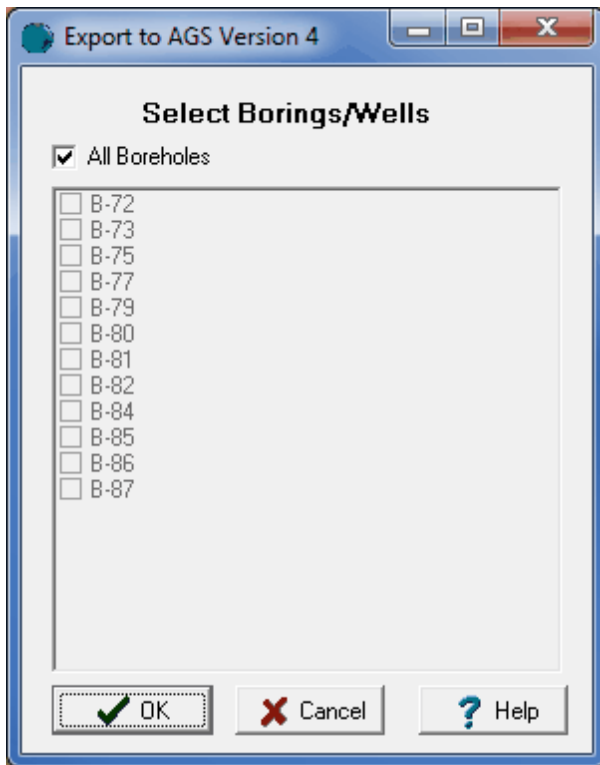 Export to AGS Version 4
Select Borings/Wells
All Boreholes
B-72
B-73
B-75
B-77
B-79
B-80
B-81
B-82
B-84
B-85
B-86
B-87
OK
Cancel
? Help